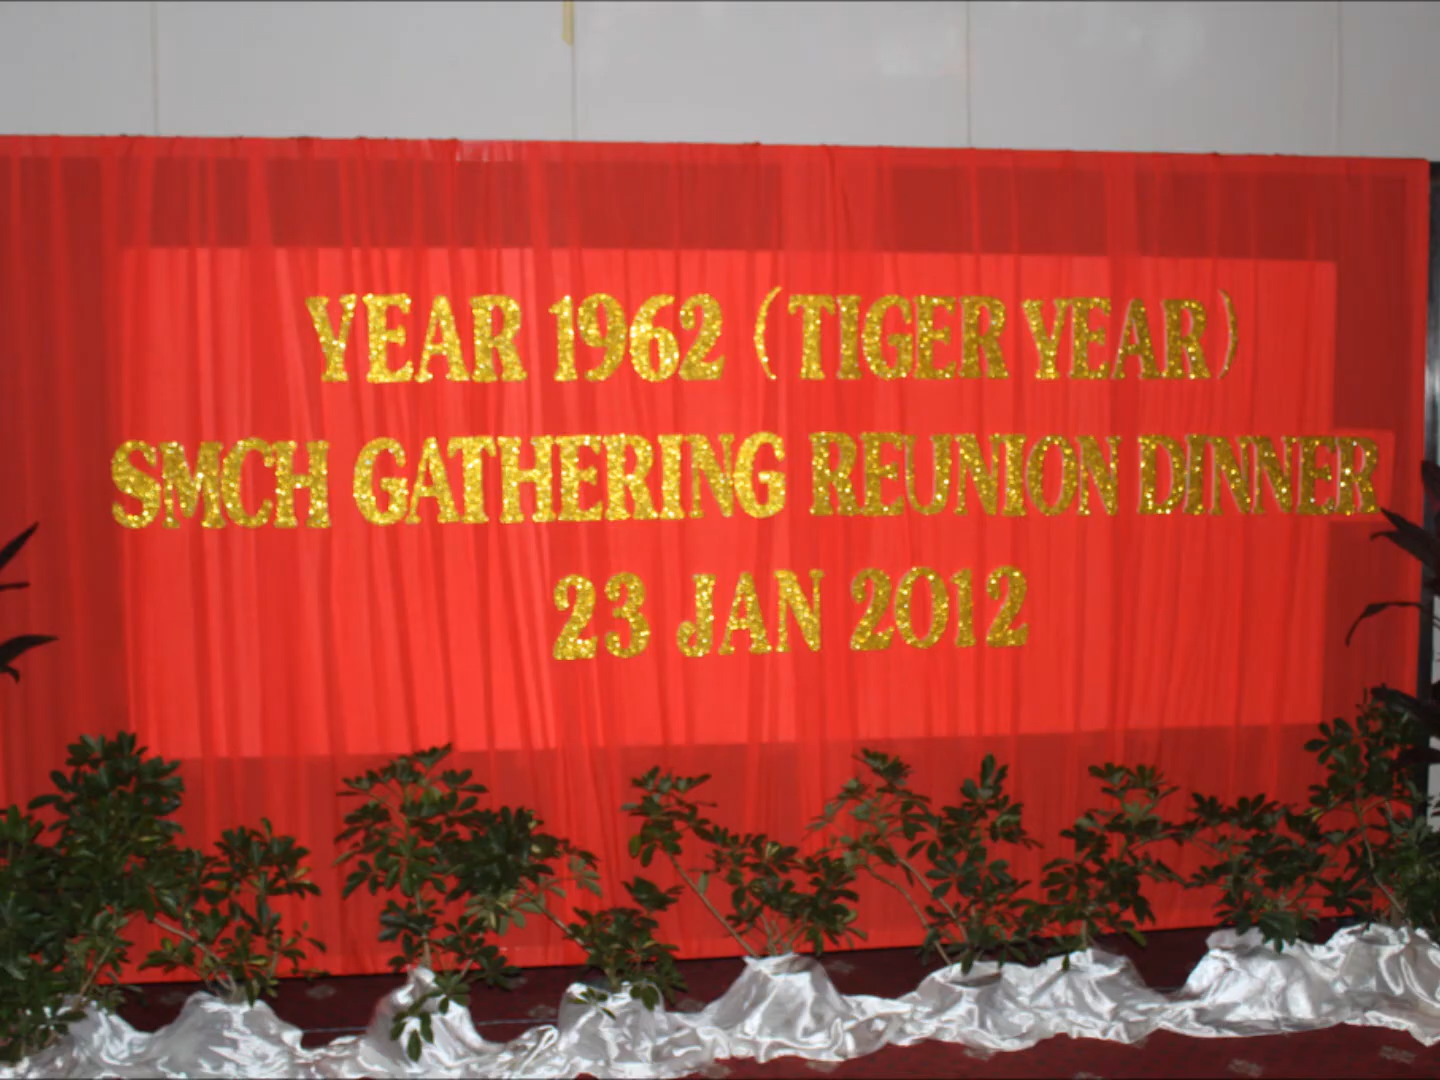 YEAR 1962 (TIGER YEAR)
SMCH GATHERING REUNION DINNER
23 JAN 2012